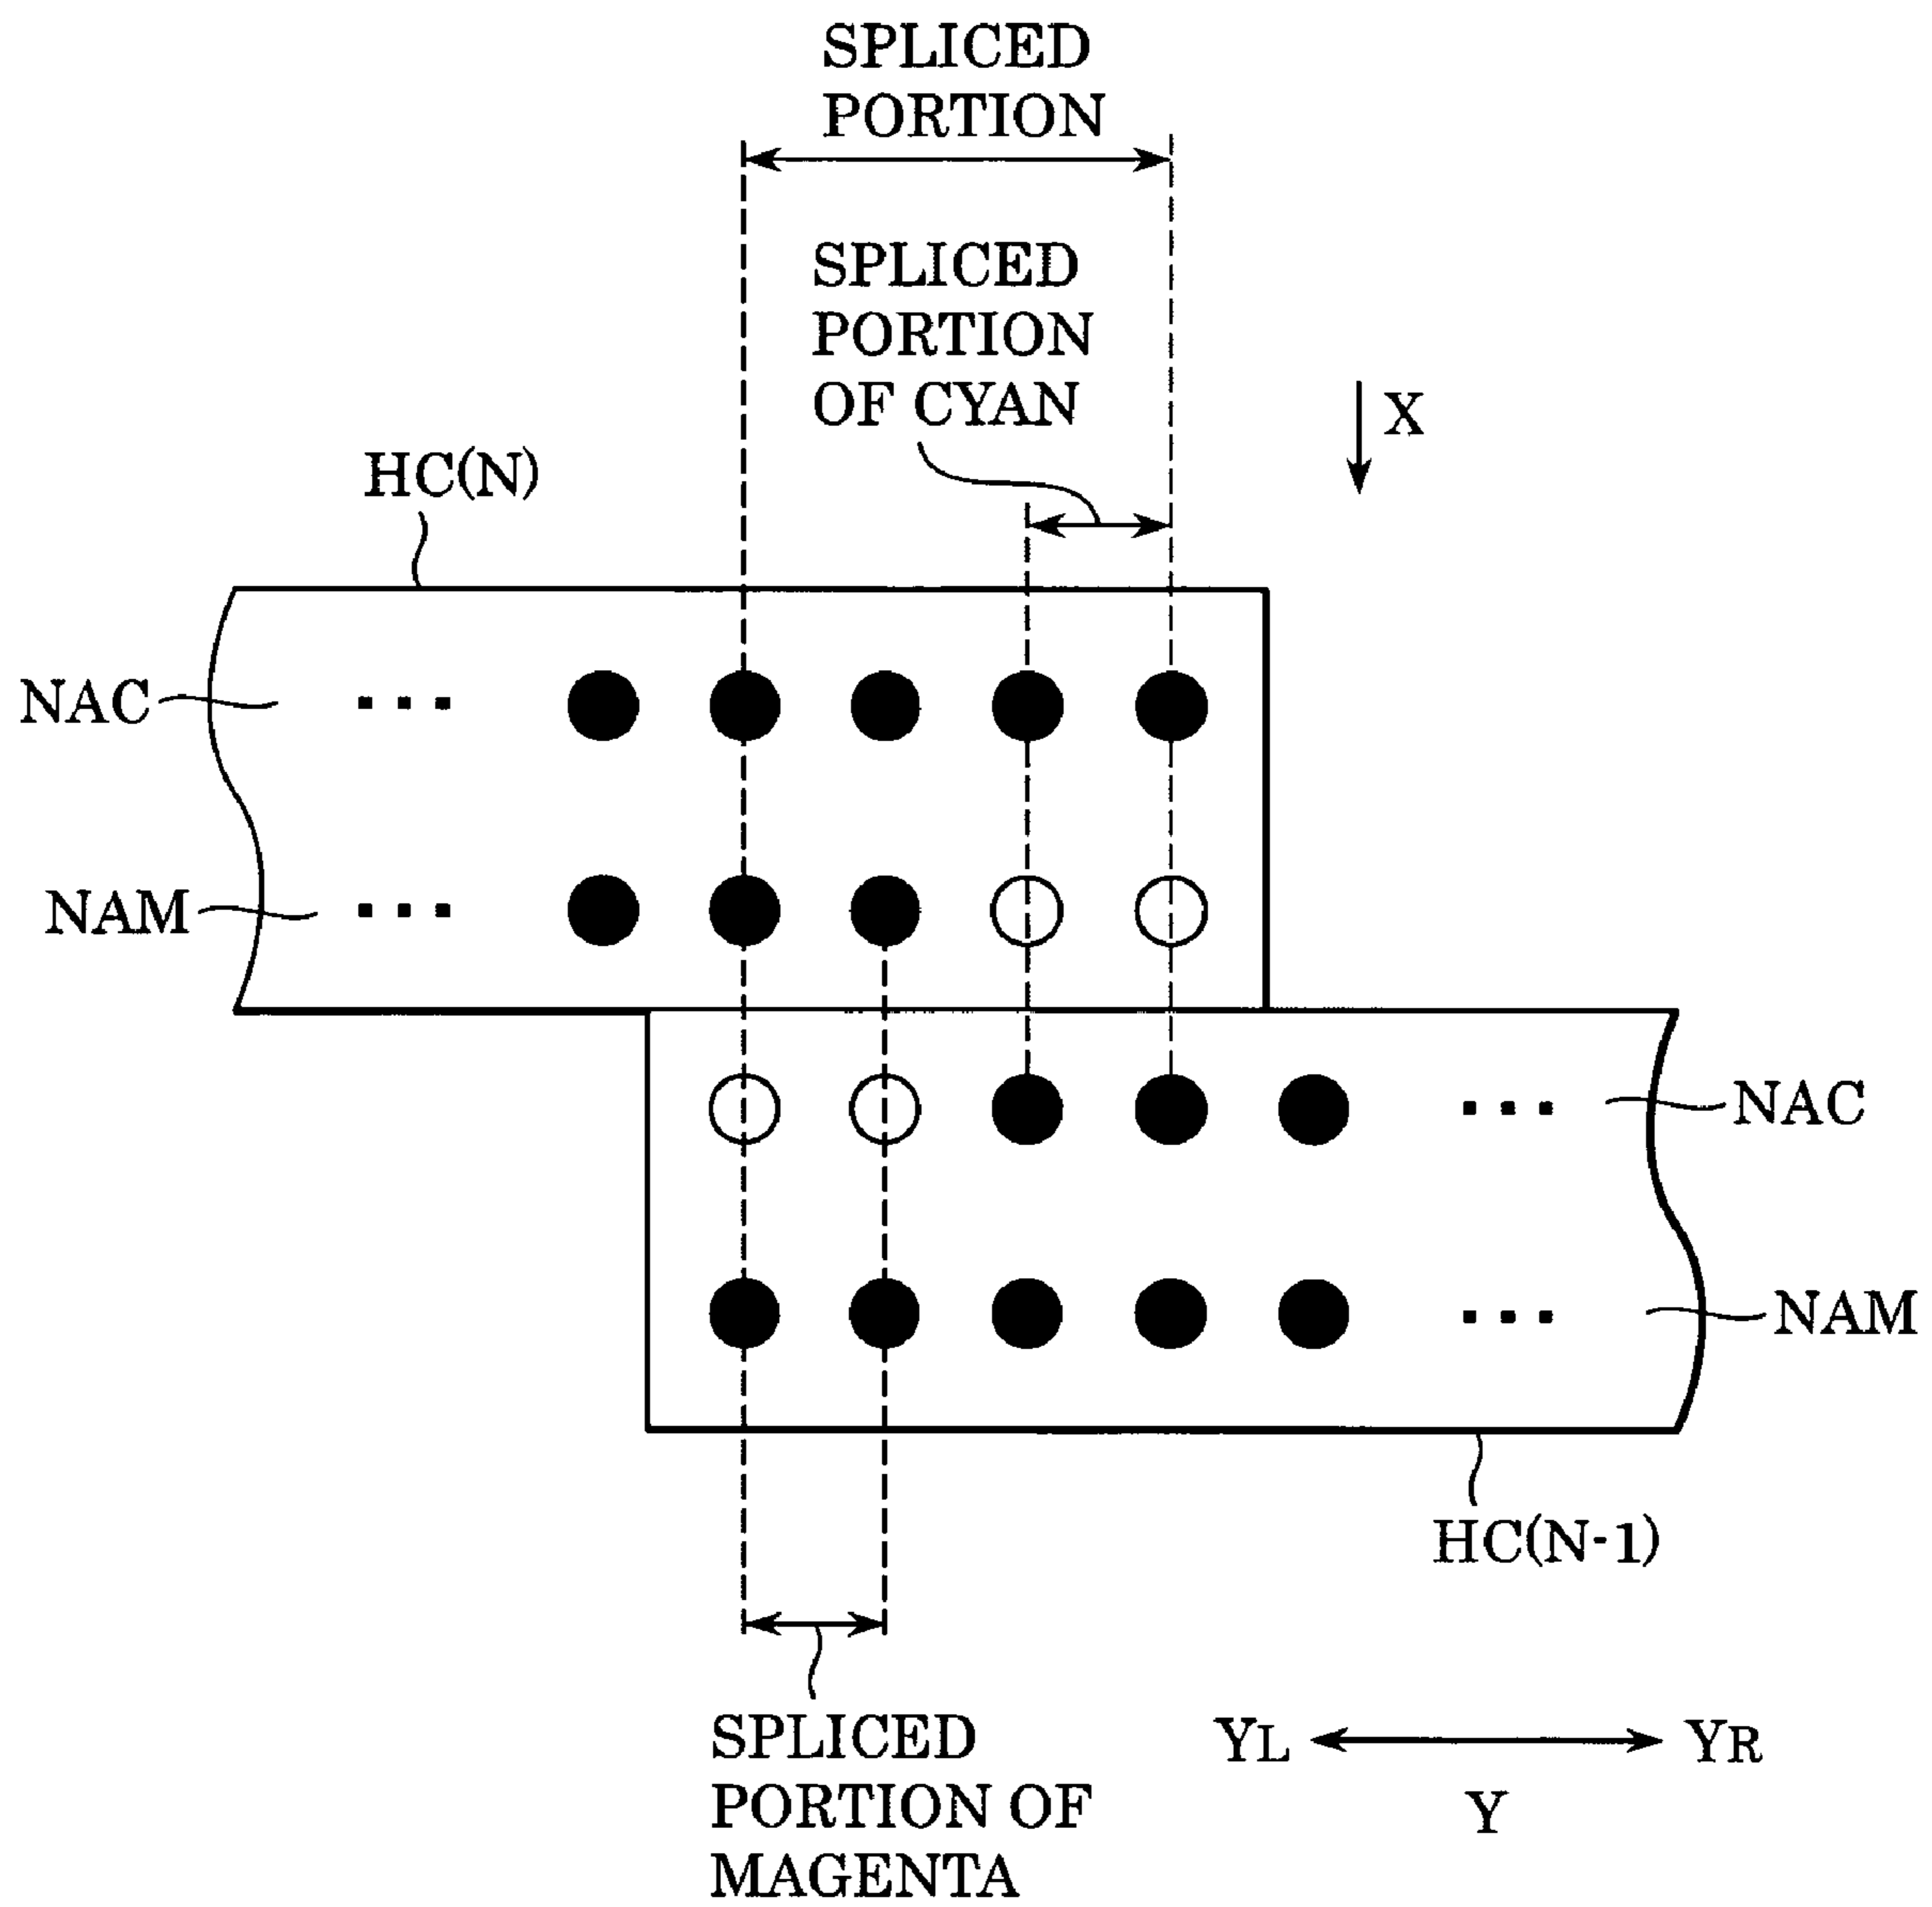 SPLICED
PORTION
SPLICED
PORTION
OF CYAN
X
HC(N)
NAC
NAM
NAC
NAM
HC(N-1)
SPLICED
PORTION OF
MAGENTA
YL
YR
Y